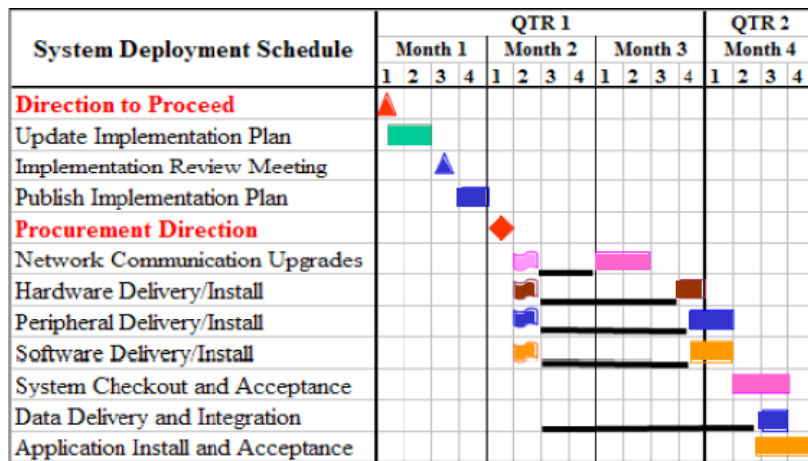 QTR 1 QTR 2
System Deployment Schedule
Month 1 Month 2 Month 3 Month 4
1 2 3 4 1 2 3 4 1 2 3 4 1 2 3 4
Direction to Proceed
Update Implementation Plan
Implementation Review Meeting
Publish Implementation Plan
Procurement Direction
Network Communication Upgrades
Hardware Delivery/Install
Peripheral Delivery/Install
Software Delivery/Install
System Checkout and Acceptance
Data Delivery and Integration
Application Install and Acceptance